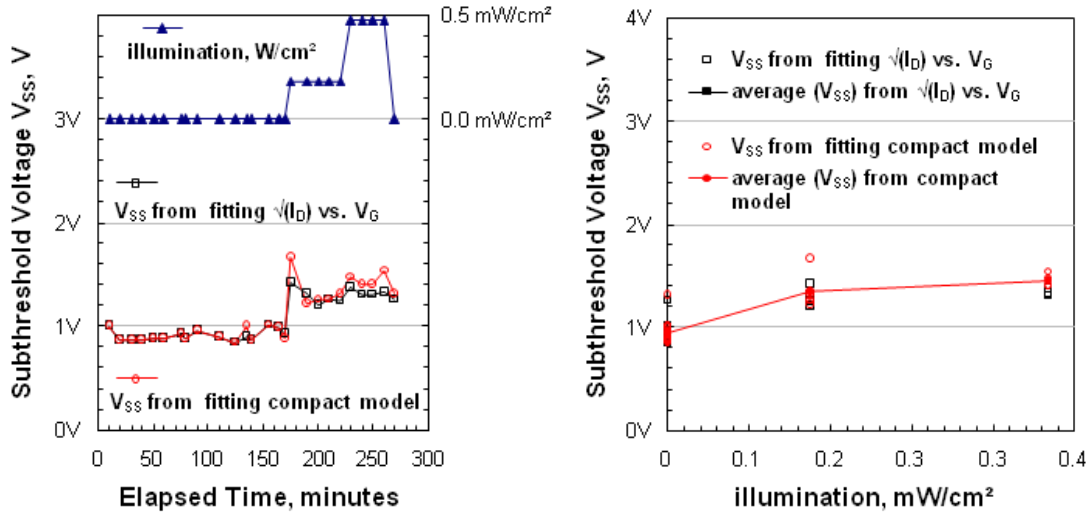 illumination, W/cm²
0.5 mW/cm²
0.0 mW/cm²
3V
2V
1V
0V
V_SS from fitting √(I_D) vs. V_G
V_SS from fitting compact model
Subthreshold Voltage V_SS, V
0 50 100 150 200 250 300
Elapsed Time, minutes
4V
3V
2V
1V
0V
V_SS from fitting √(I_D) vs. V_G
average (V_SS) from √(I_D) vs. V_G
V_SS from fitting compact model
average (V_SS) from compact
model
Subthreshold Voltage V_SS, V
0 0.1 0.2 0.3 0.4
illumination, mW/cm²